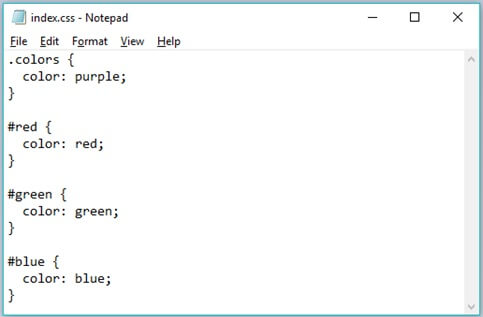 index.css - Notepad
File Edit Format View Help
.colors {
  color: purple;
}

#red {
  color: red;
}

#green {
  color: green;
}

#blue {
  color: blue;
}